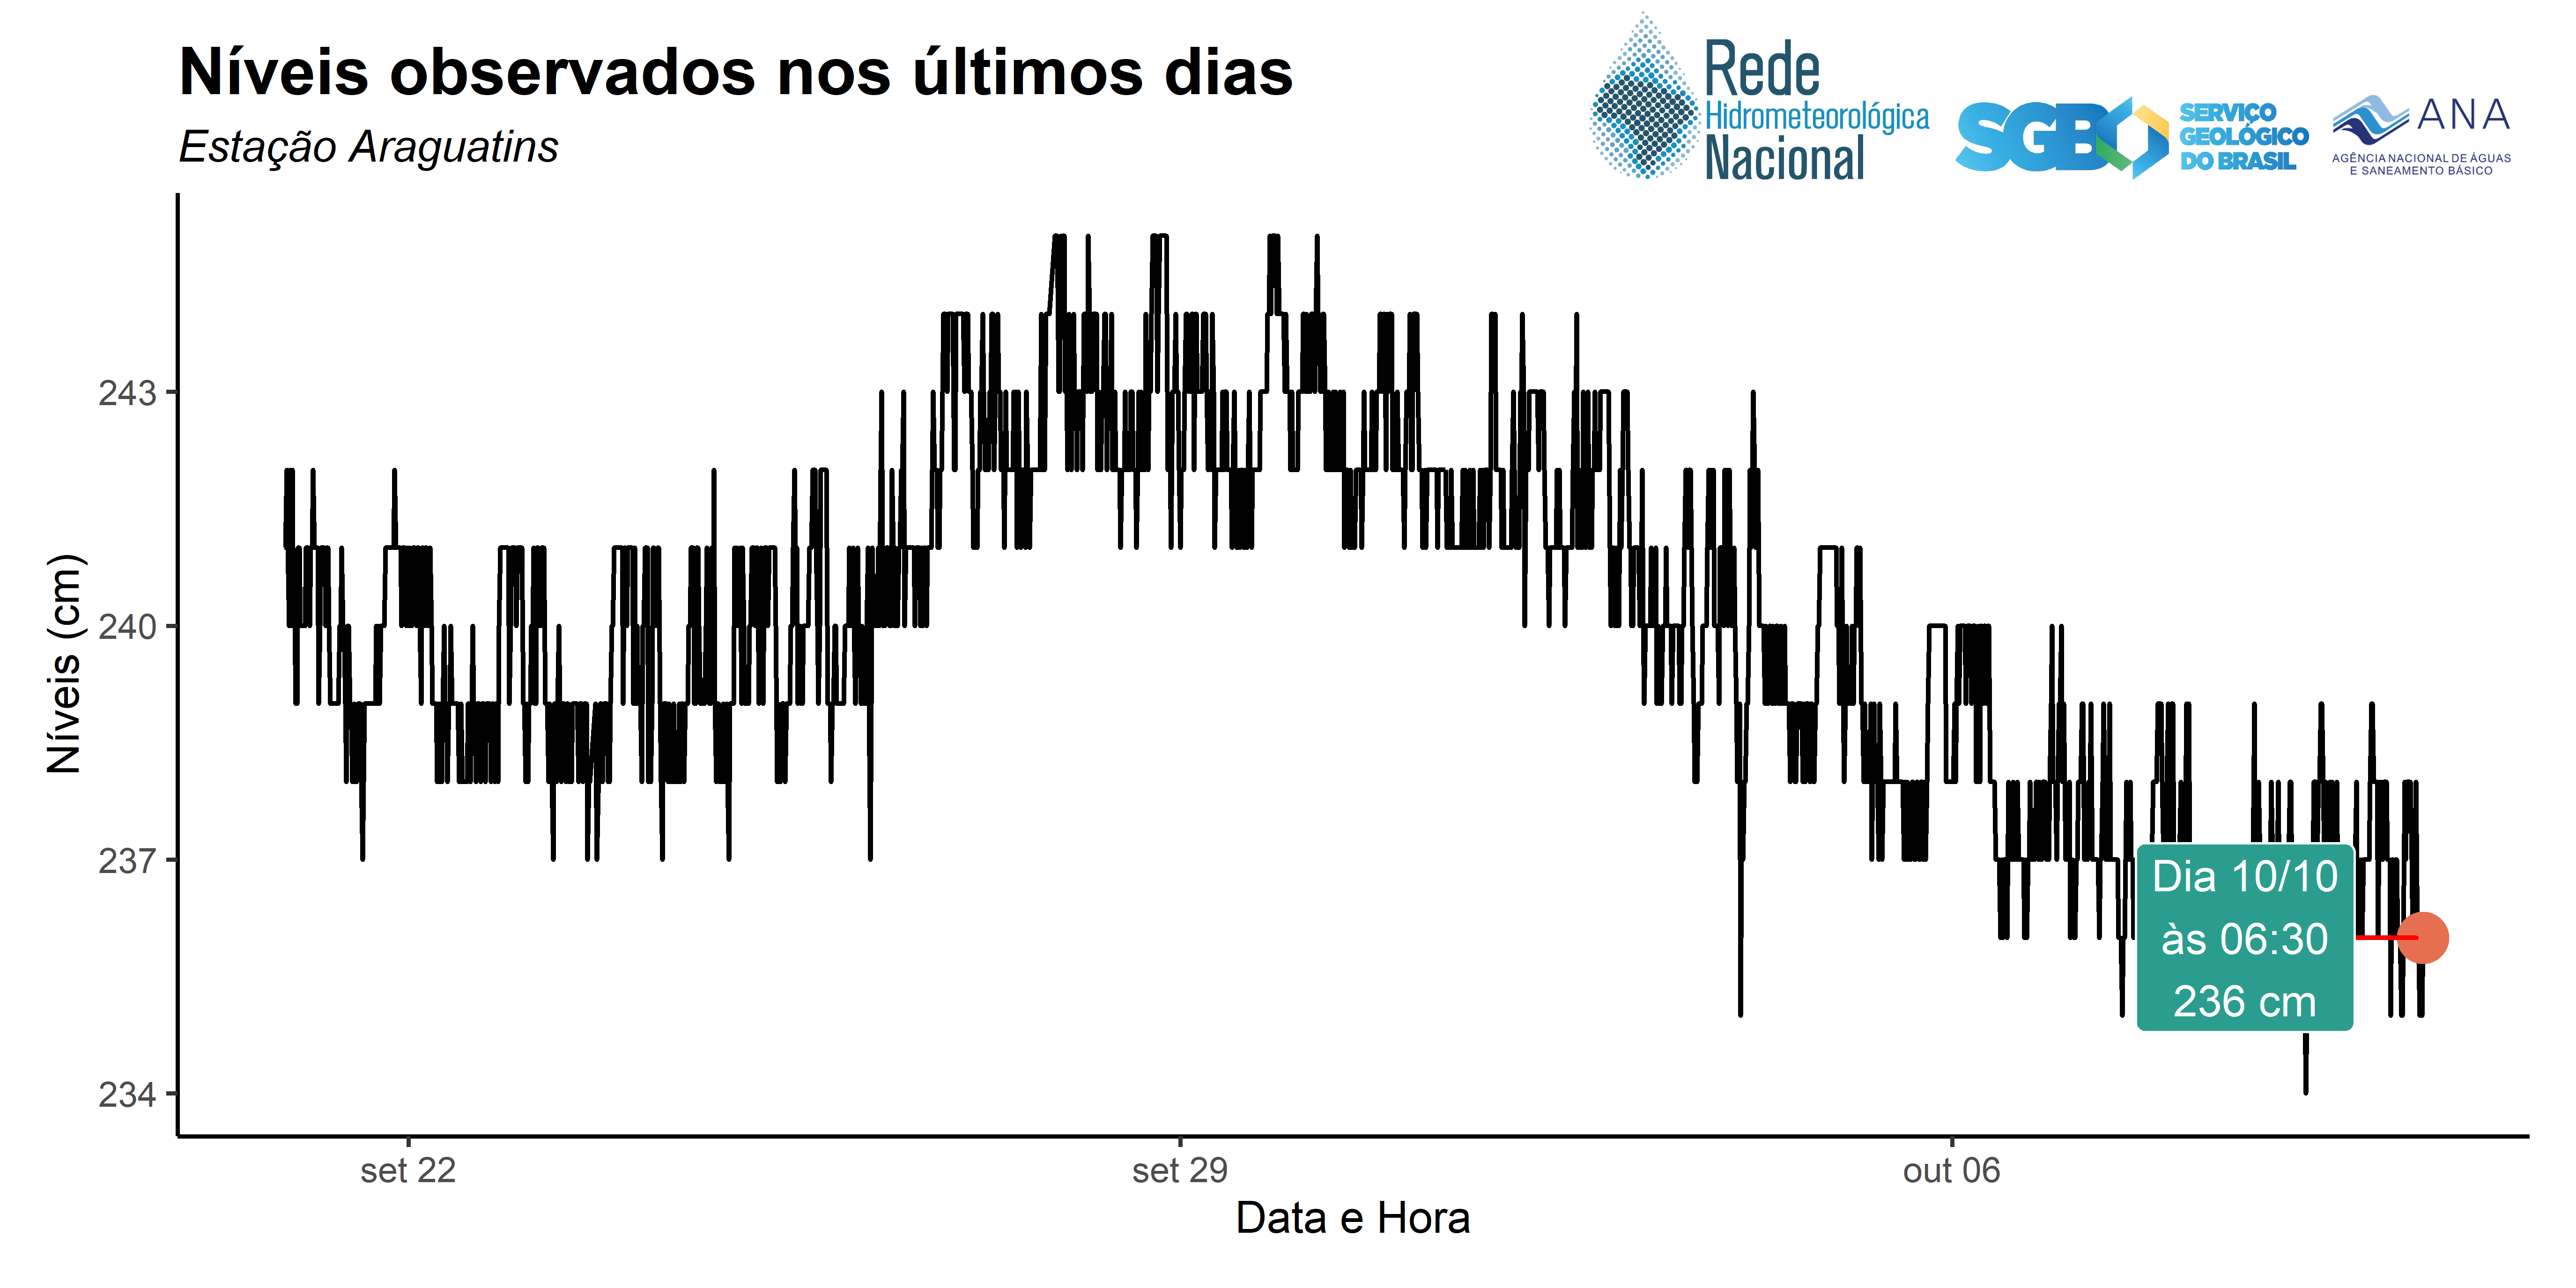 Níveis observados nos últimos dias
Estação Araguatins
Rede
Hidrometeorológica
Nacional
SGB
SERVIÇO
GEOLÓGICO
DO BRASIL
ANA
AGÊNCIA NACIONAL DE ÁGUAS
E SANEAMENTO BÁSICO
Níveis (cm)
243
240
237
234
Dia 10/10
às 06:30
236 cm
set 22
set 29
out 06
Data e Hora